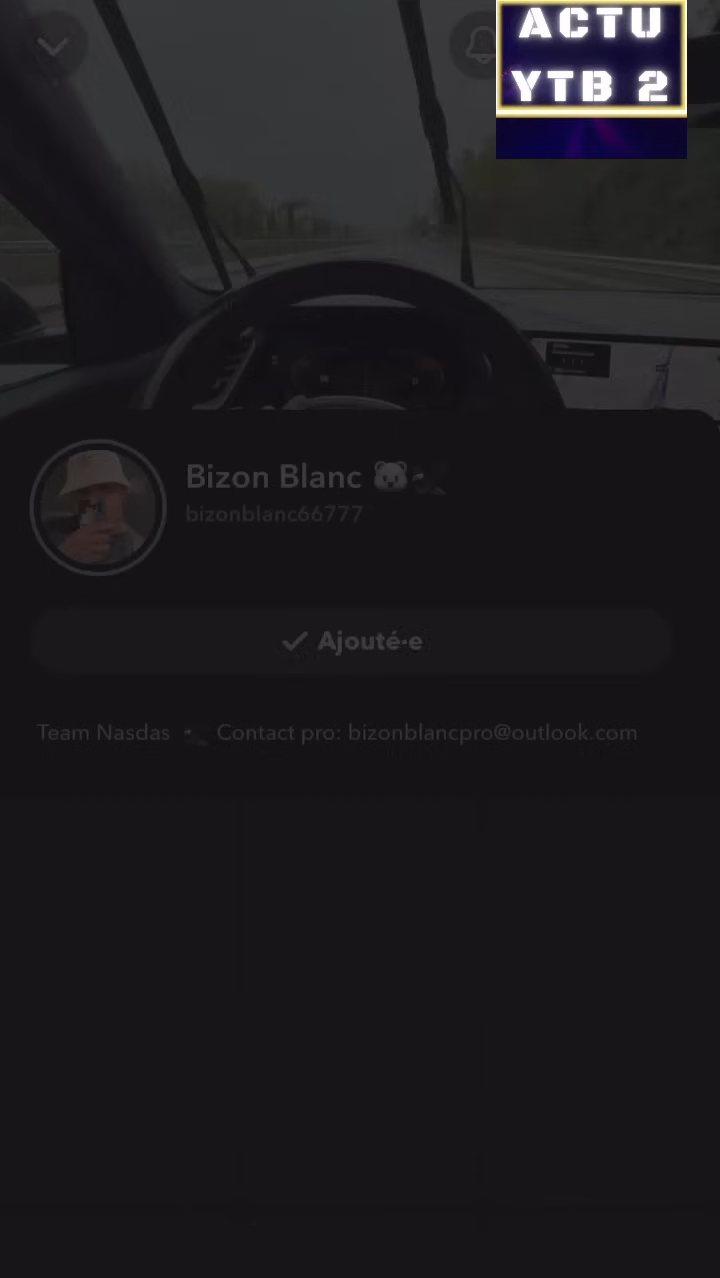 ACTU
YTB 2
Bizon Blanc 🐻‍❄️🦅
bizonblanc66777
✓ Ajouté·e
Team Nasdas 🦅 Contact pro: bizonblancpro@outlook.com